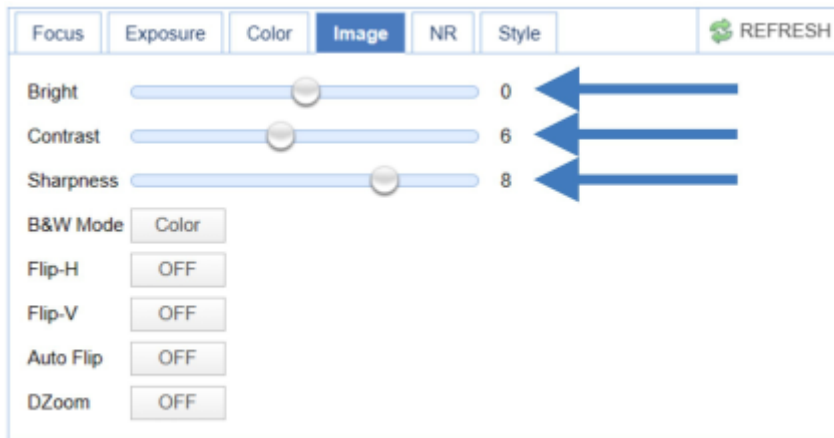 Focus Exposure Color Image NR Style REFRESH
Bright 0
Contrast 6
Sharpness 8
B&W Mode Color
Flip-H OFF
Flip-V OFF
Auto Flip OFF
DZoom OFF